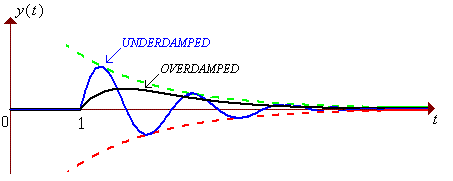 y(t)
UNDERDAMPED
OVERDAMPED
0 1 t